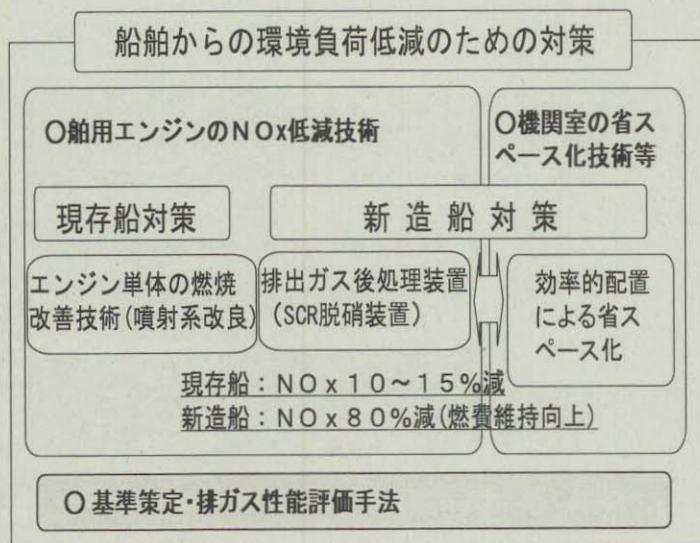 船舶からの環境負荷低減のための対策
〇舶用エンジンのNOx低減技術
〇機関室の省ス
ペース化技術等
現存船対策
新造船対策
エンジン単体の燃焼
改善技術(噴射系改良)
排出ガス後処理装置
(SCR脱硝装置)
効率的配置
による省ス
ペース化
現存船：NOx10～15%減
新造船：NOx80%減(燃費維持向上)
〇基準策定・排ガス性能評価手法